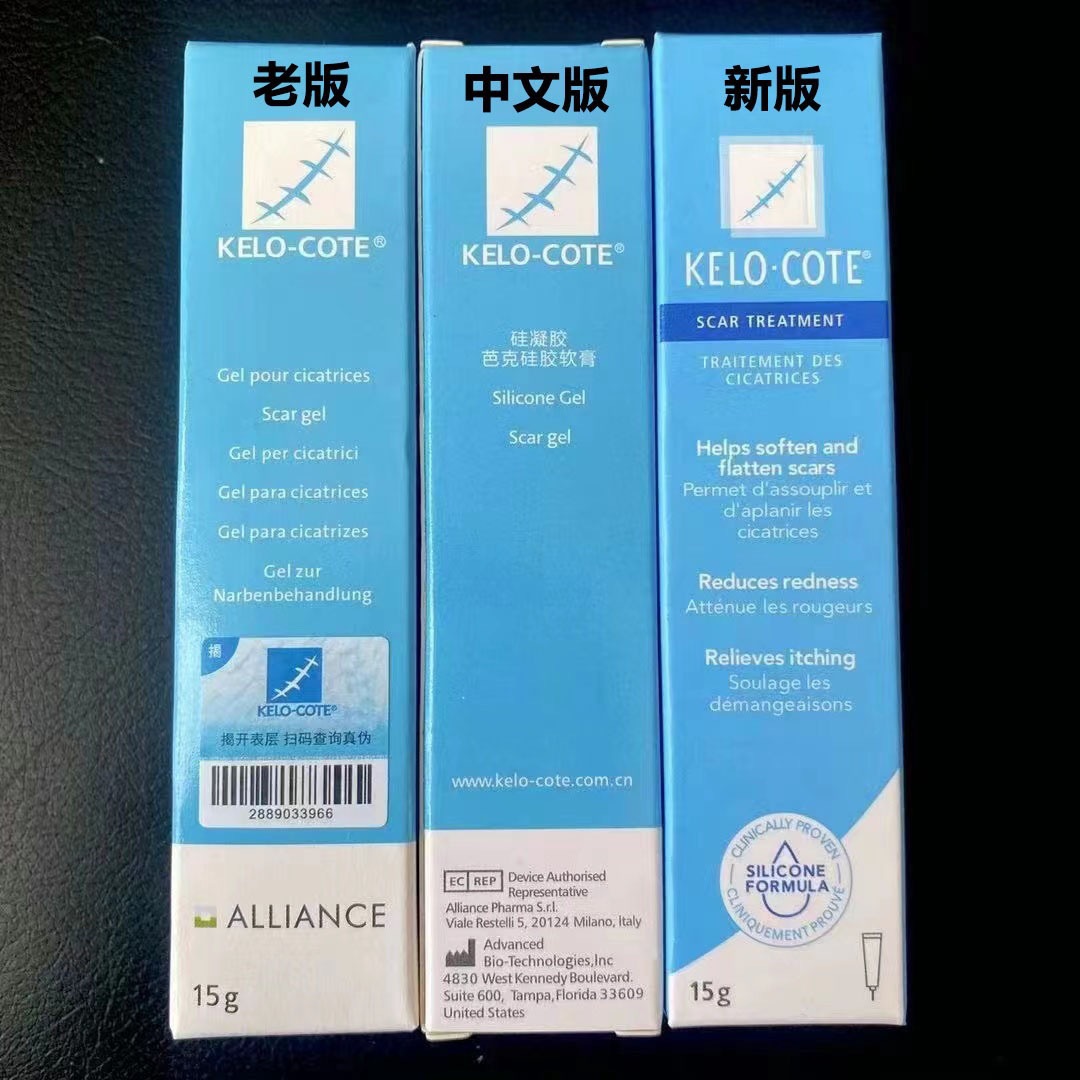 老版
KELO-COTE®
Gel pour cicatrices
Scar gel
Gel per cicatrici
Gel para cicatrices
Gel para cicatrizes
Gel zur
Narbenbehandlung
揭
KELO-COTE®
揭开表层 扫码查询真伪
2889033966
ALLIANCE
15g
中文版
KELO-COTE®
硅凝胶
芭克硅胶软膏
Silicone Gel
Scar gel
www.kelo-cote.com.cn
EC REP Device Authorised
Representative
Alliance Pharma S.r.l.
Viale Restelli 5, 20124 Milano, Italy
Advanced
Bio-Technologies,Inc
4830 West Kennedy Boulevard.
Suite 600, Tampa,Florida 33609
United States
新版
KELO·COTE®
SCAR TREATMENT
TRAITEMENT DES
CICATRICES
Helps soften and
flatten scars
Permet d'assouplir et
d'aplanir les
cicatrices
Reduces redness
Atténue les rougeurs
Relieves itching
Soulage les
démangeaisons
CLINICALLY PROVEN
SILICONE
FORMULA
CLINIQUEMENT PROUVÉ
15g